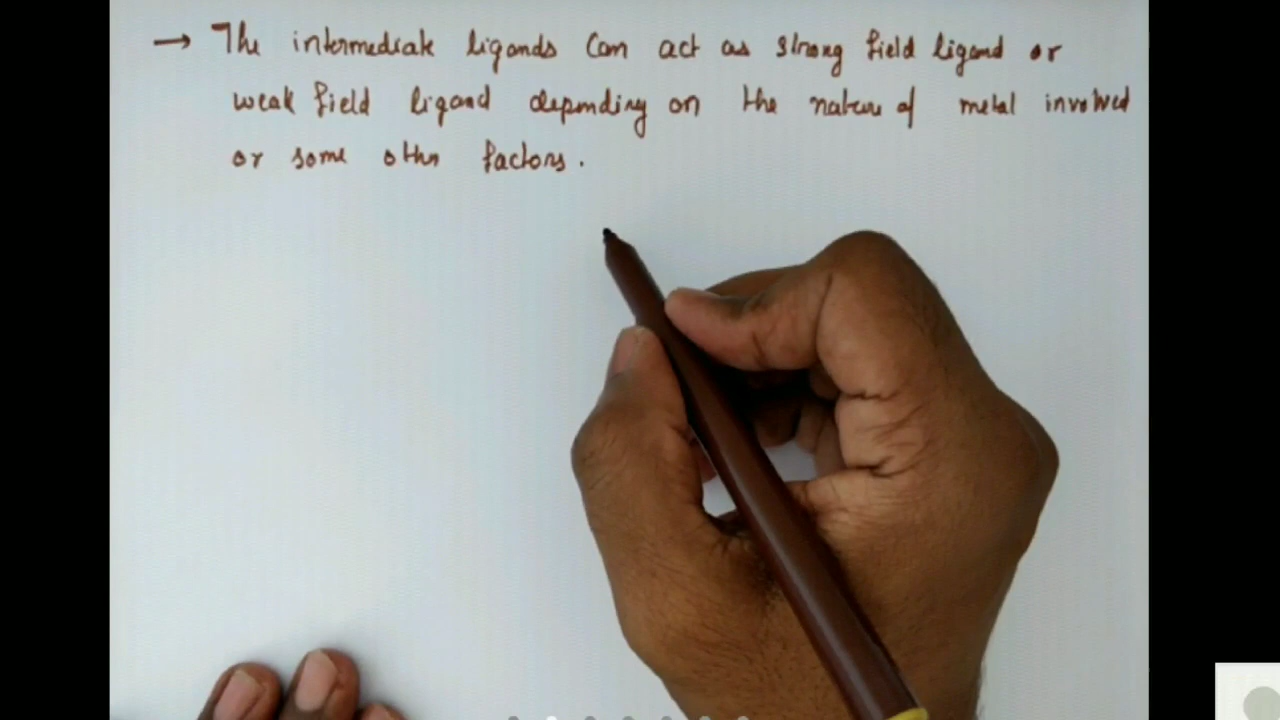 → The intermediate ligands Can act as strong field ligand or
weak field ligand depending on the nature of metal involved
or some other factors.